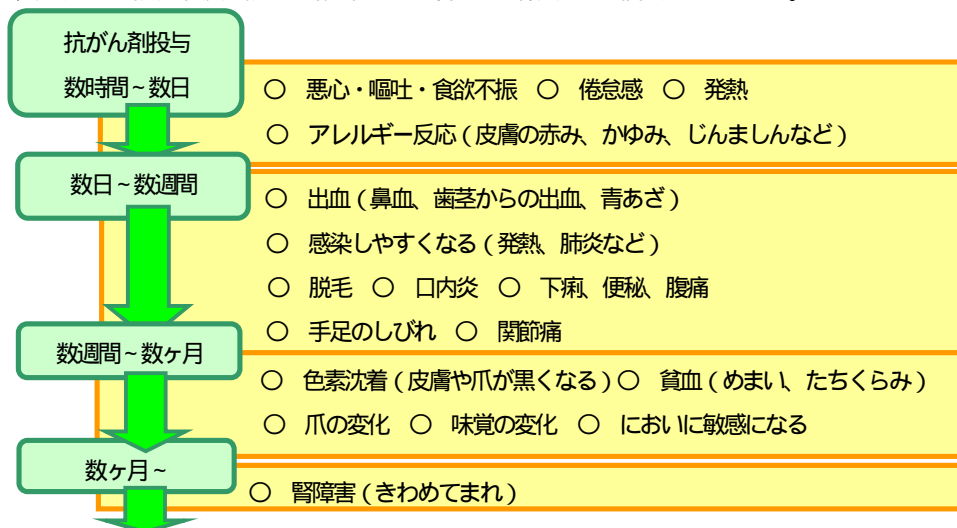 抗がん剤投与
数時間~数日
○ 悪心・嘔吐・食欲不振 ○ 倦怠感 ○ 発熱
○ アレルギー反応(皮膚の赤み、かゆみ、じんましんなど)
数日~数週間
○ 出血(鼻血、歯茎からの出血、青あざ)
○ 感染しやすくなる(発熱、肺炎など)
○ 脱毛 ○ 口内炎 ○ 下痢、便秘、腹痛
○ 手足のしびれ ○ 関節痛
数週間~数ヶ月
○ 色素沈着(皮膚や爪が黒くなる)○ 貧血(めまい、たちくらみ)
○ 爪の変化 ○ 味覚の変化 ○ においに敏感になる
数ヶ月~
○ 腎障害(きわめてまれ)